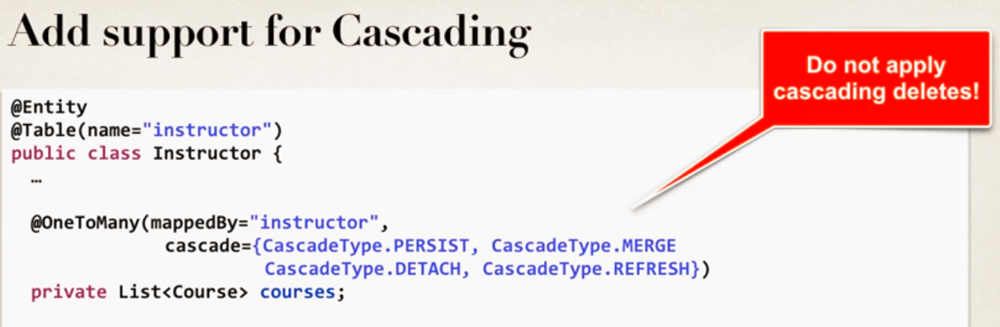 Add support for Cascading
Do not apply
cascading deletes!
@Entity
@Table(name="instructor")
public class Instructor {
…
@OneToMany(mappedBy="instructor",
cascade={CascadeType.PERSIST, CascadeType.MERGE
CascadeType.DETACH, CascadeType.REFRESH})
private List<Course> courses;